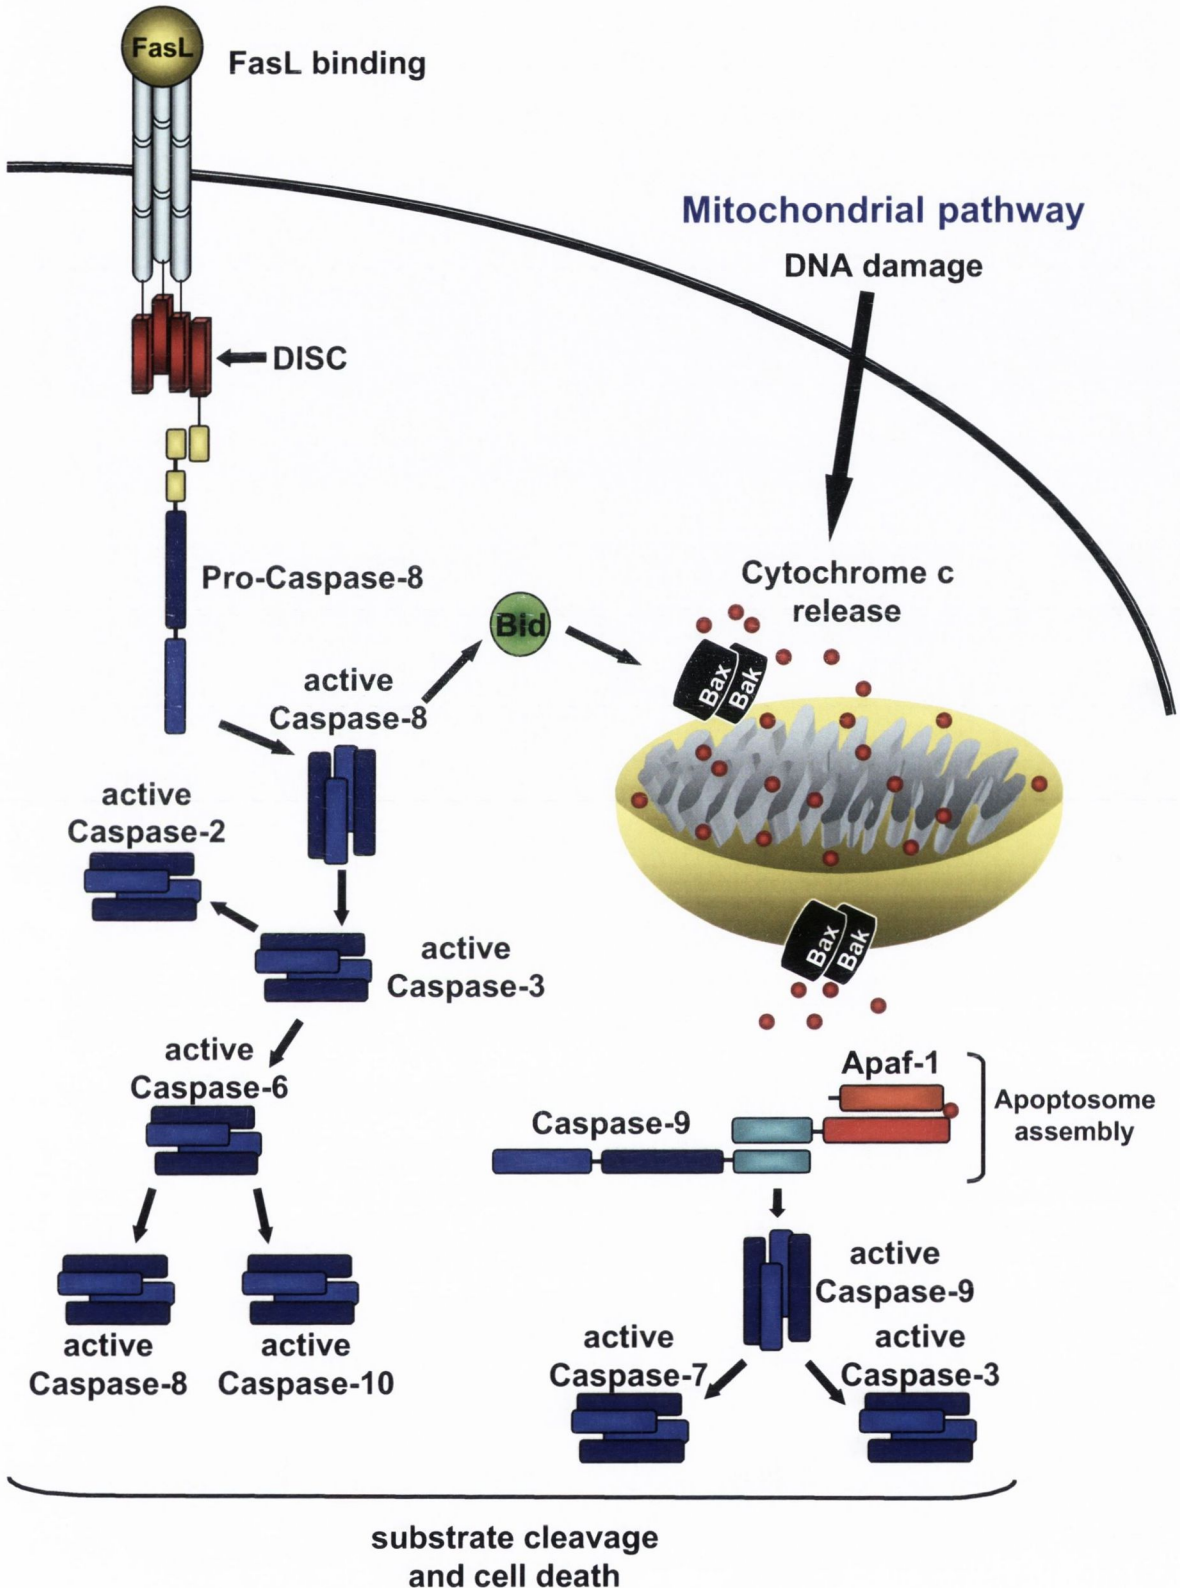 FasL
FasL binding
Mitochondrial pathway
DNA damage
DISC
Cytochrome c
release
Pro-Caspase-8
Bid
active
Caspase-8
Bax
Bak
active
Caspase-2
active
Caspase-3
Bax
Bak
active
Caspase-6
Apaf-1
Apoptosome
assembly
Caspase-9
active
Caspase-9
active
Caspase-8
active
Caspase-10
active
Caspase-7
active
Caspase-3
substrate cleavage
and cell death